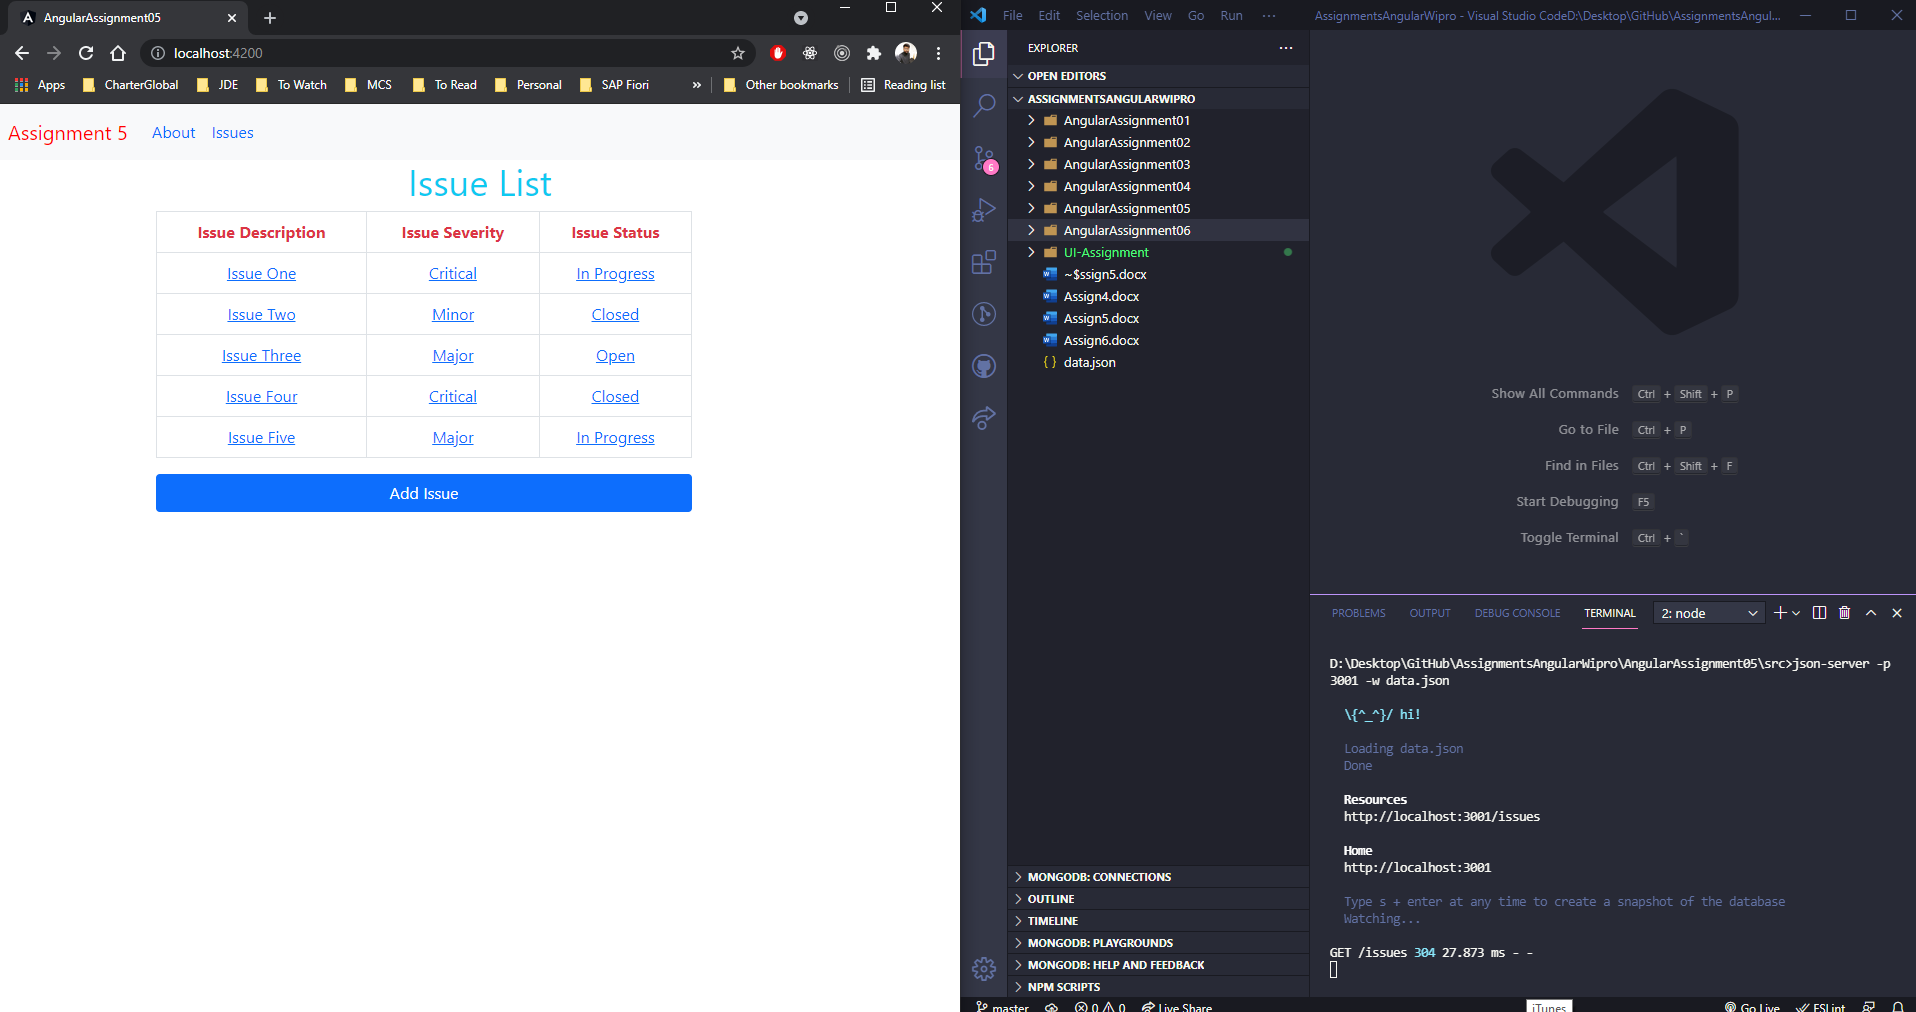 AngularAssignment05
localhost:4200
Apps CharterGlobal JDE To Watch MCS To Read Personal SAP Fiori » Other bookmarks Reading list
Assignment 5 About Issues
Issue List
Issue Description Issue Severity Issue Status
Issue One Critical In Progress
Issue Two Minor Closed
Issue Three Major Open
Issue Four Critical Closed
Issue Five Major In Progress
Add Issue
File Edit Selection View Go Run ··· AssignmentsAngularWipro - Visual Studio CodeD:\Desktop\GitHub\AssignmentsAngul...
EXPLORER ···
OPEN EDITORS
ASSIGNMENTSANGULARWIPRO
AngularAssignment01
AngularAssignment02
AngularAssignment03
AngularAssignment04
AngularAssignment05
AngularAssignment06
UI-Assignment
~$ssign5.docx
Assign4.docx
Assign5.docx
Assign6.docx
{ } data.json
6
MONGODB: CONNECTIONS
OUTLINE
TIMELINE
MONGODB: PLAYGROUNDS
MONGODB: HELP AND FEEDBACK
NPM SCRIPTS
Show All Commands Ctrl + Shift + P
Go to File Ctrl + P
Find in Files Ctrl + Shift + F
Start Debugging F5
Toggle Terminal Ctrl + `
PROBLEMS OUTPUT DEBUG CONSOLE TERMINAL 2: node
D:\Desktop\GitHub\AssignmentsAngularWipro\AngularAssignment05\src>json-server -p
3001 -w data.json
\{^_^}/ hi!
Loading data.json
Done
Resources
http://localhost:3001/issues
Home
http://localhost:3001
Type s + enter at any time to create a snapshot of the database
Watching...
GET /issues 304 27.873 ms - -
master 0 0 Live Share iTunes Go Live ESLint